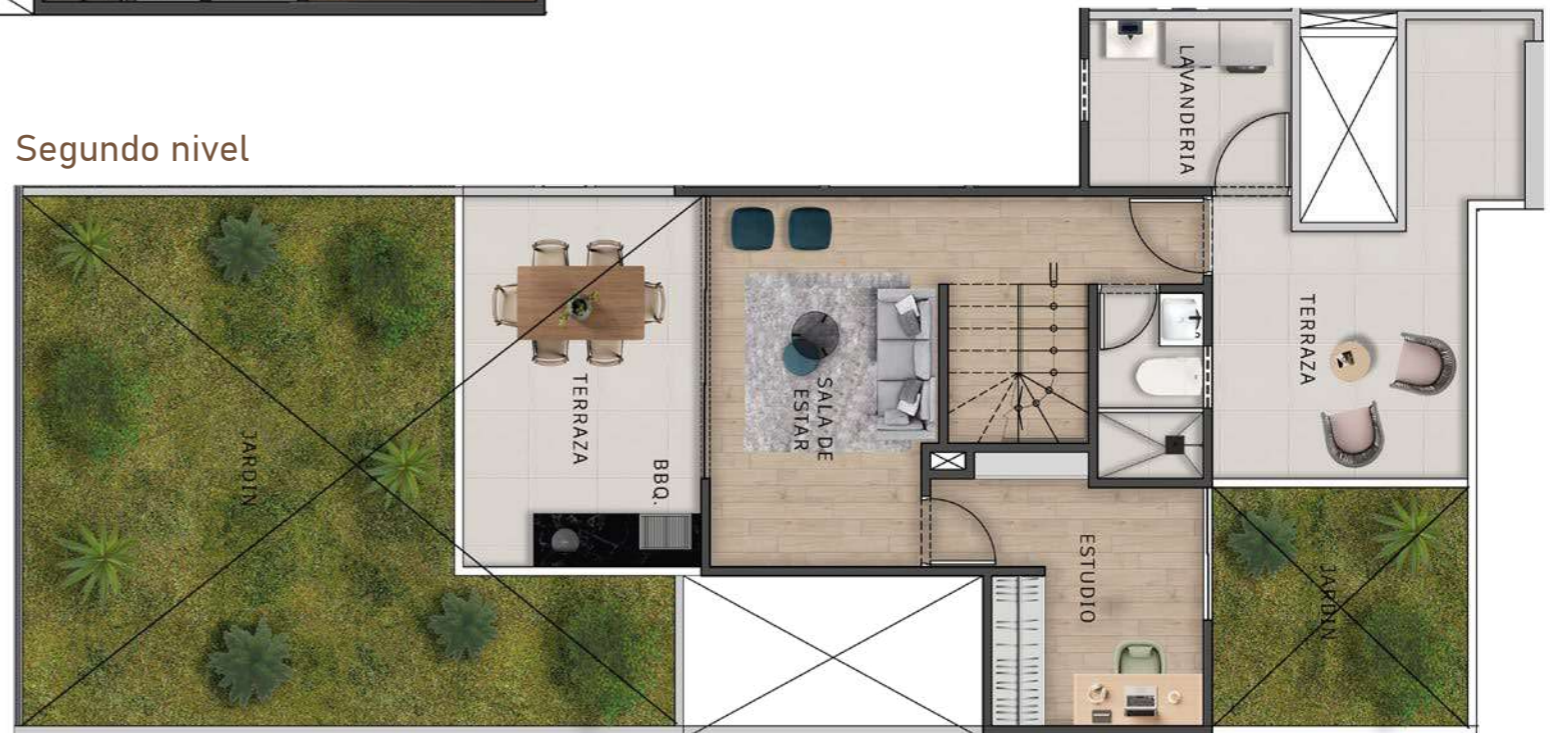 Segundo nivel
LAVANDERIA
TERRAZA
JARDIN
TERRAZA
BBQ.
SALA DE
ESTAR
ESTUDIO
JARDIN